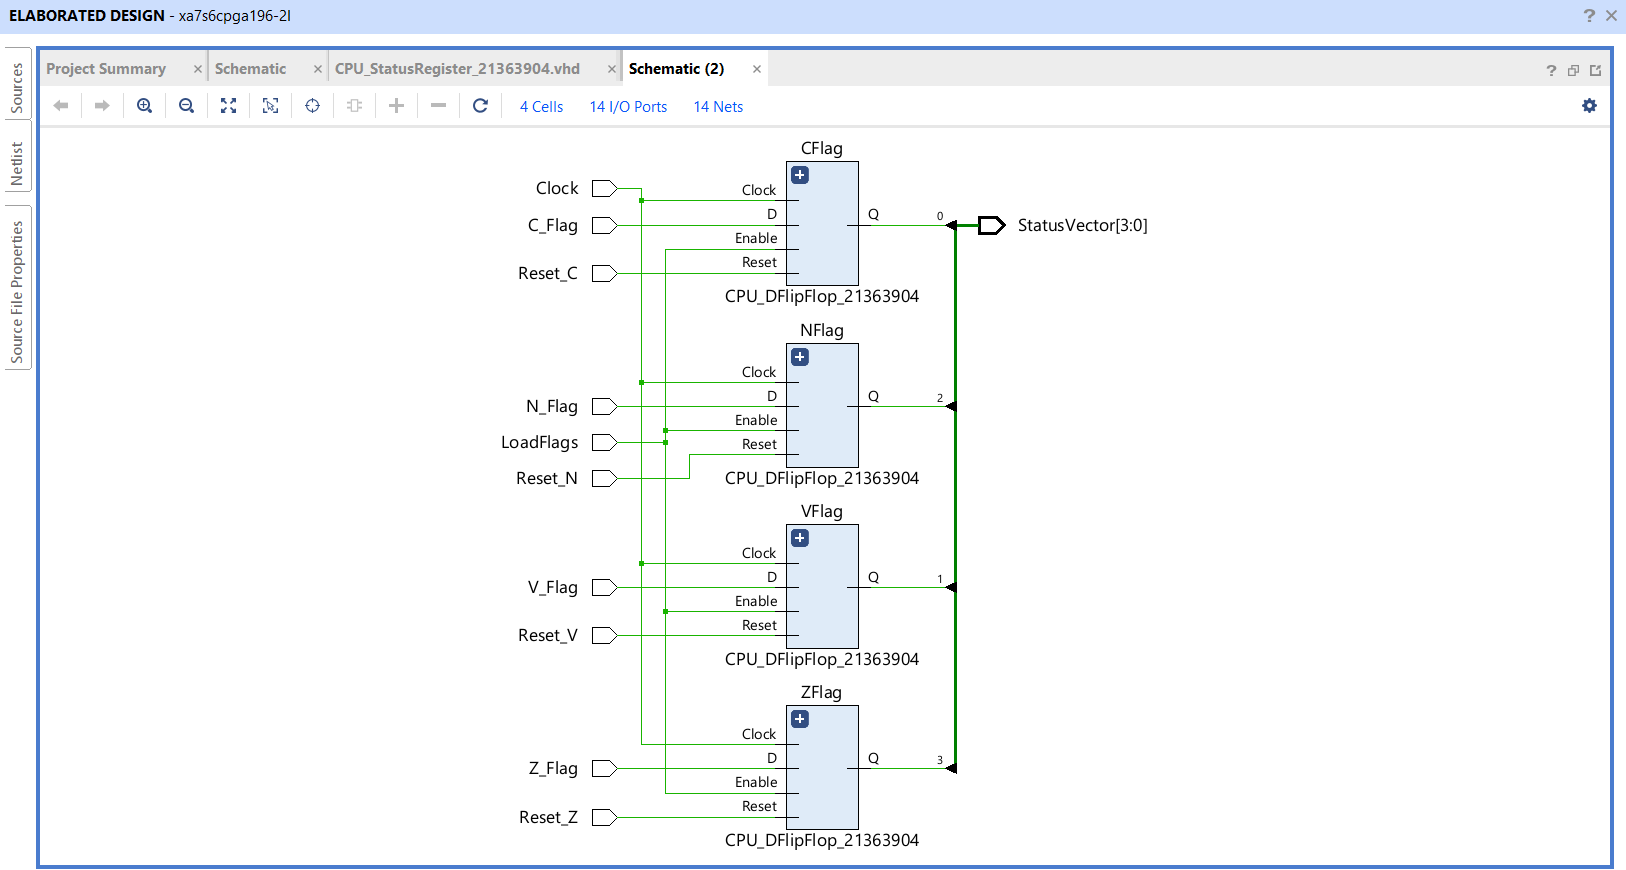 ELABORATED DESIGN - xa7s6cpga196-2I
Sources
Netlist
Source File Properties
Project Summary
Schematic
CPU_StatusRegister_21363904.vhd
Schematic (2)
4 Cells
14 I/O Ports
14 Nets
CFlag
Clock
C_Flag
Reset_C
Clock
D
Enable
Reset
Q
0
StatusVector[3:0]
CPU_DFlipFlop_21363904
NFlag
N_Flag
LoadFlags
Reset_N
Clock
D
Enable
Reset
Q
2
CPU_DFlipFlop_21363904
VFlag
V_Flag
Reset_V
Clock
D
Enable
Reset
Q
1
CPU_DFlipFlop_21363904
ZFlag
Z_Flag
Reset_Z
Clock
D
Enable
Reset
Q
3
CPU_DFlipFlop_21363904